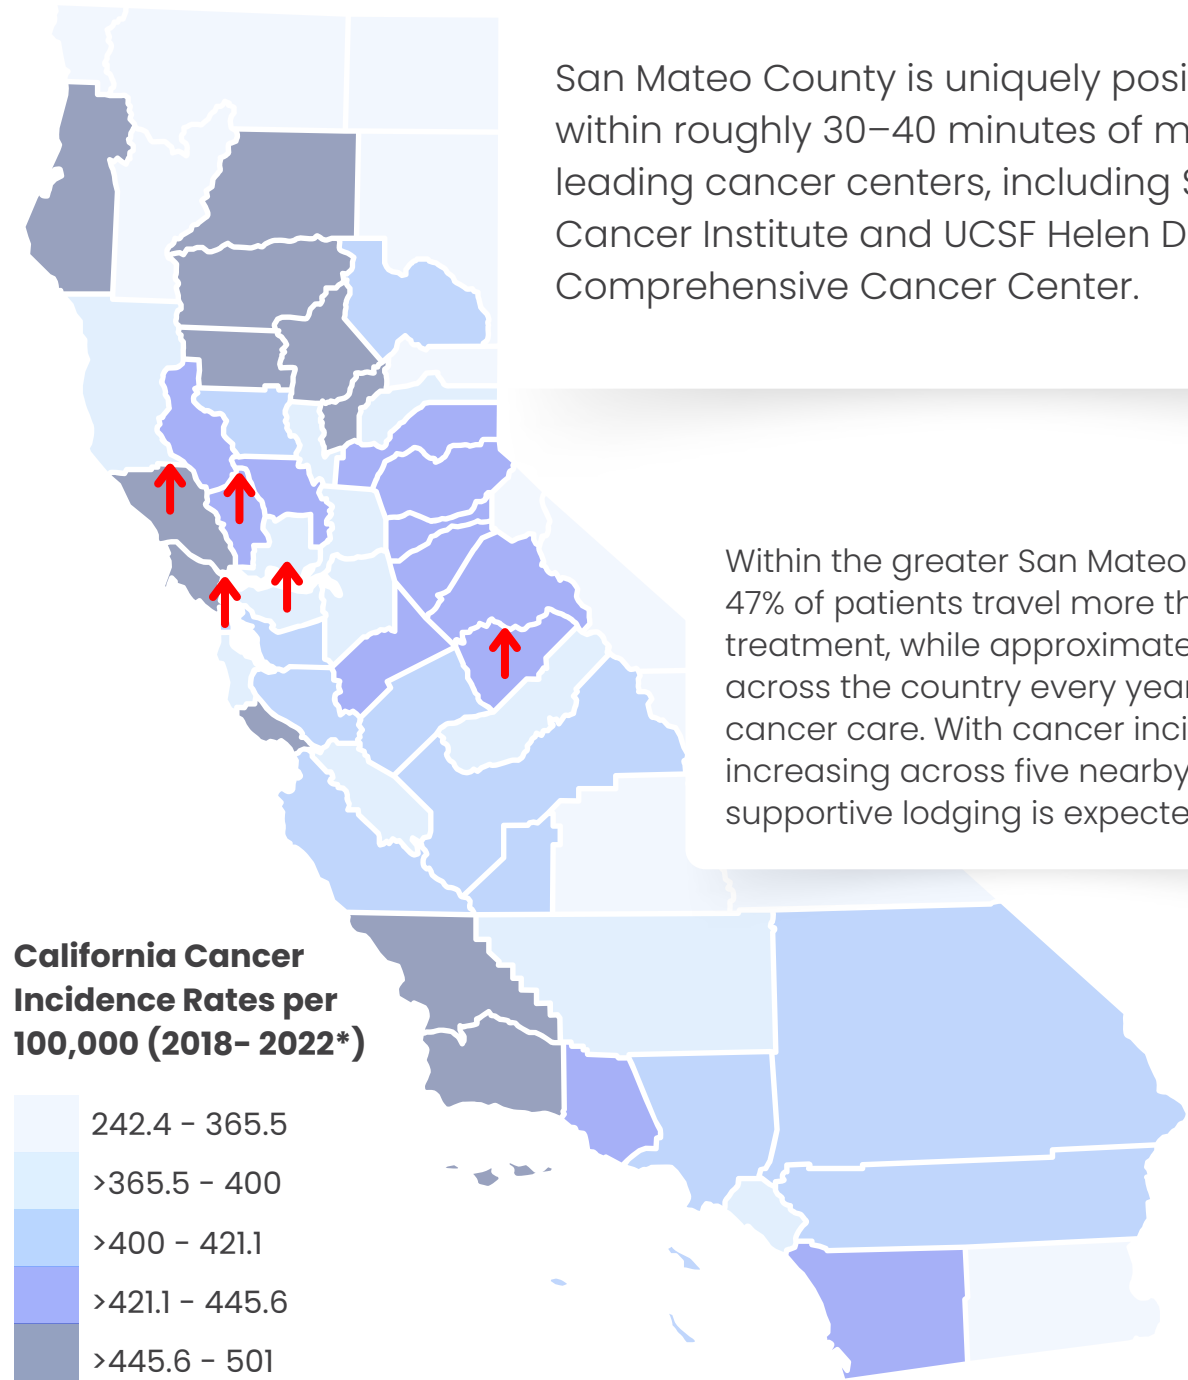 San Mateo County is uniquely posi
within roughly 30–40 minutes of m
leading cancer centers, including S
Cancer Institute and UCSF Helen D
Comprehensive Cancer Center.
Within the greater San Mateo
47% of patients travel more th
treatment, while approximate
across the country every year
cancer care. With cancer inci
increasing across five nearby
supportive lodging is expecte
California Cancer
Incidence Rates per
100,000 (2018- 2022*)
242.4 - 365.5
>365.5 - 400
>400 - 421.1
>421.1 - 445.6
>445.6 - 501